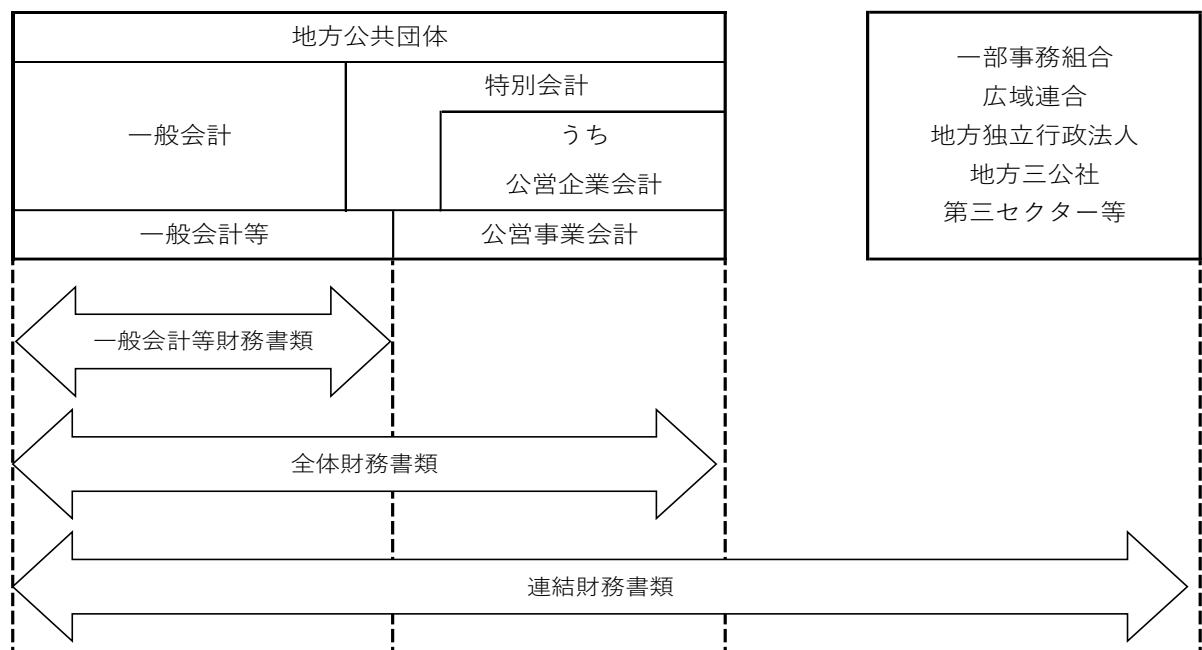 地方公共団体
一般会計
特別会計
うち
公営企業会計
一般会計等
公営事業会計
一部事務組合
広域連合
地方独立行政法人
地方三公社
第三セクター等
一般会計等財務書類
全体財務書類
連結財務書類